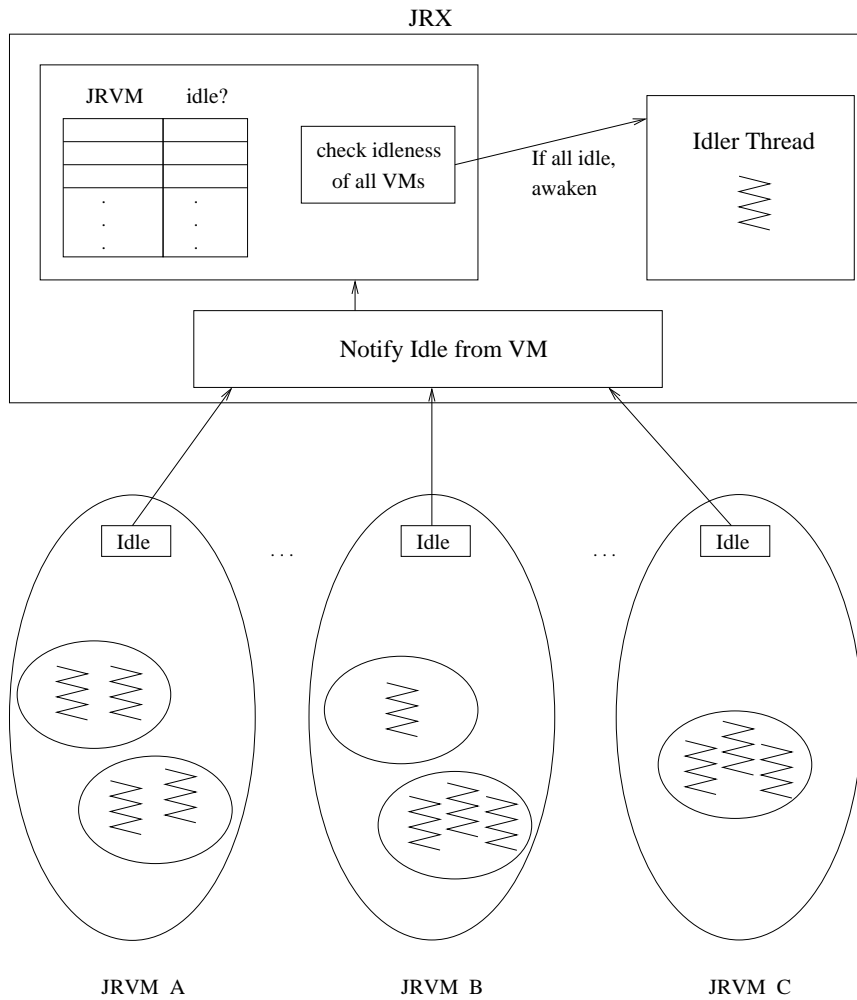 JRX
JRVM idle?
check idleness
of all VMs
If all idle,
awaken
Idler Thread
. .
. .
. .
Notify Idle from VM
Idle ... Idle ... Idle
JRVM A JRVM B JRVM C